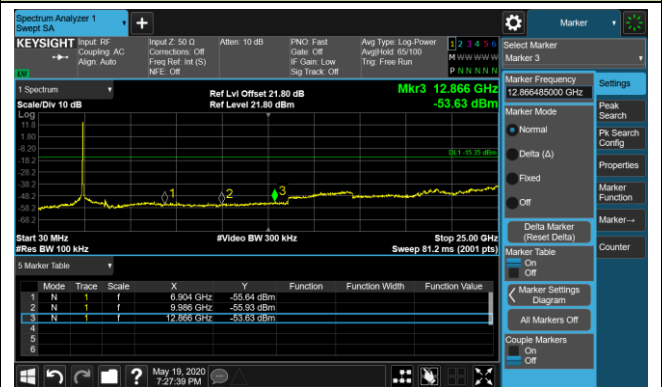 Spectrum Analyzer 1
Swept SA
+
Marker
KEYSIGHT
Input: RF
Coupling: AC
Align: Auto
Input Z: 50 Ω
Corrections: Off
Freq Ref: Int (S)
NFE: Off
Atten: 10 dB
PNO: Fast
Gate: Off
IF Gain: Low
Sig Track: Off
Avg Type: Log-Power
Avg|Hold: 65/100
Trig: Free Run
1 2 3 4 5 6
M W W W W W
P N N N N N
LW
Select Marker
Marker 3
1 Spectrum
Scale/Div 10 dB
Ref Lvl Offset 21.80 dB
Ref Level 21.80 dBm
Mkr3 12.866 GHz
-53.63 dBm
Log
11.8
1.80
-8.20
-18.2
-28.2
-38.2
-48.2
-58.2
-68.2
DL1 -15.35 dBm
1
2
3
Start 30 MHz
#Video BW 300 kHz
Stop 25.00 GHz
#Res BW 100 kHz
Sweep 81.2 ms (2001 pts)
5 Marker Table
Mode Trace Scale X Y Function Function Width Function Value
1 N 1 f 6.904 GHz -55.64 dBm
2 N 1 f 9.986 GHz -55.93 dBm
3 N 1 f 12.866 GHz -53.63 dBm
4
5
6
Marker Frequency
12.866485000 GHz
Marker Mode
Normal
Delta (Δ)
Fixed
Off
Delta Marker
(Reset Delta)
Marker Table
On
Off
Marker Settings
Diagram
All Markers Off
Couple Markers
On
Off
Settings
Peak
Search
Pk Search
Config
Properties
Marker
Function
Marker→
Counter
?
May 19, 2020
7:27:39 PM